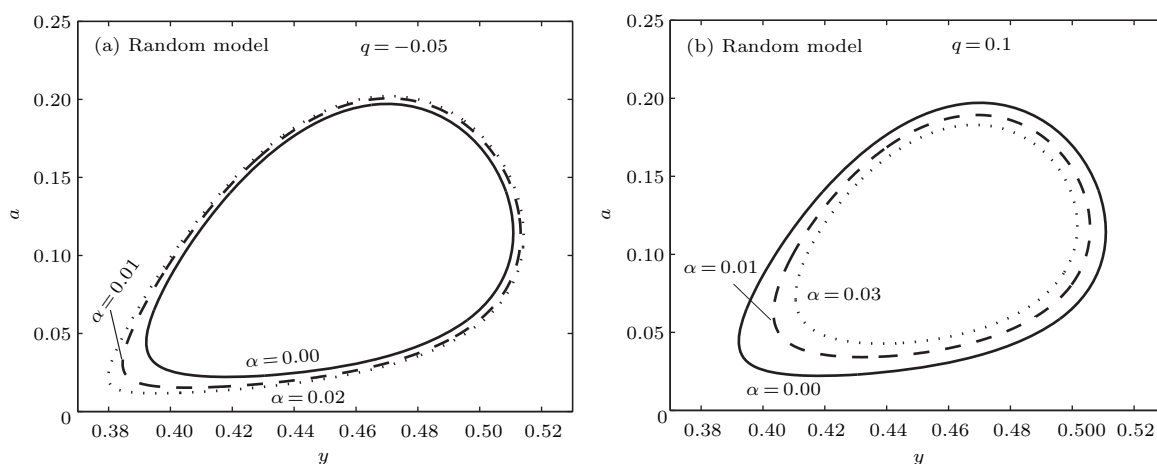 (a) Random model
q = −0.05
0.25
0.20
0.15
0.10
0.05
0
a
α = 0.01
α = 0.00
α = 0.02
0.38 0.40 0.42 0.44 0.46 0.48 0.50 0.52
y
(b) Random model
q = 0.1
0.25
0.20
0.15
0.10
0.05
0
a
α = 0.01
α = 0.03
α = 0.00
0.38 0.40 0.42 0.44 0.46 0.48 0.500 0.52
y